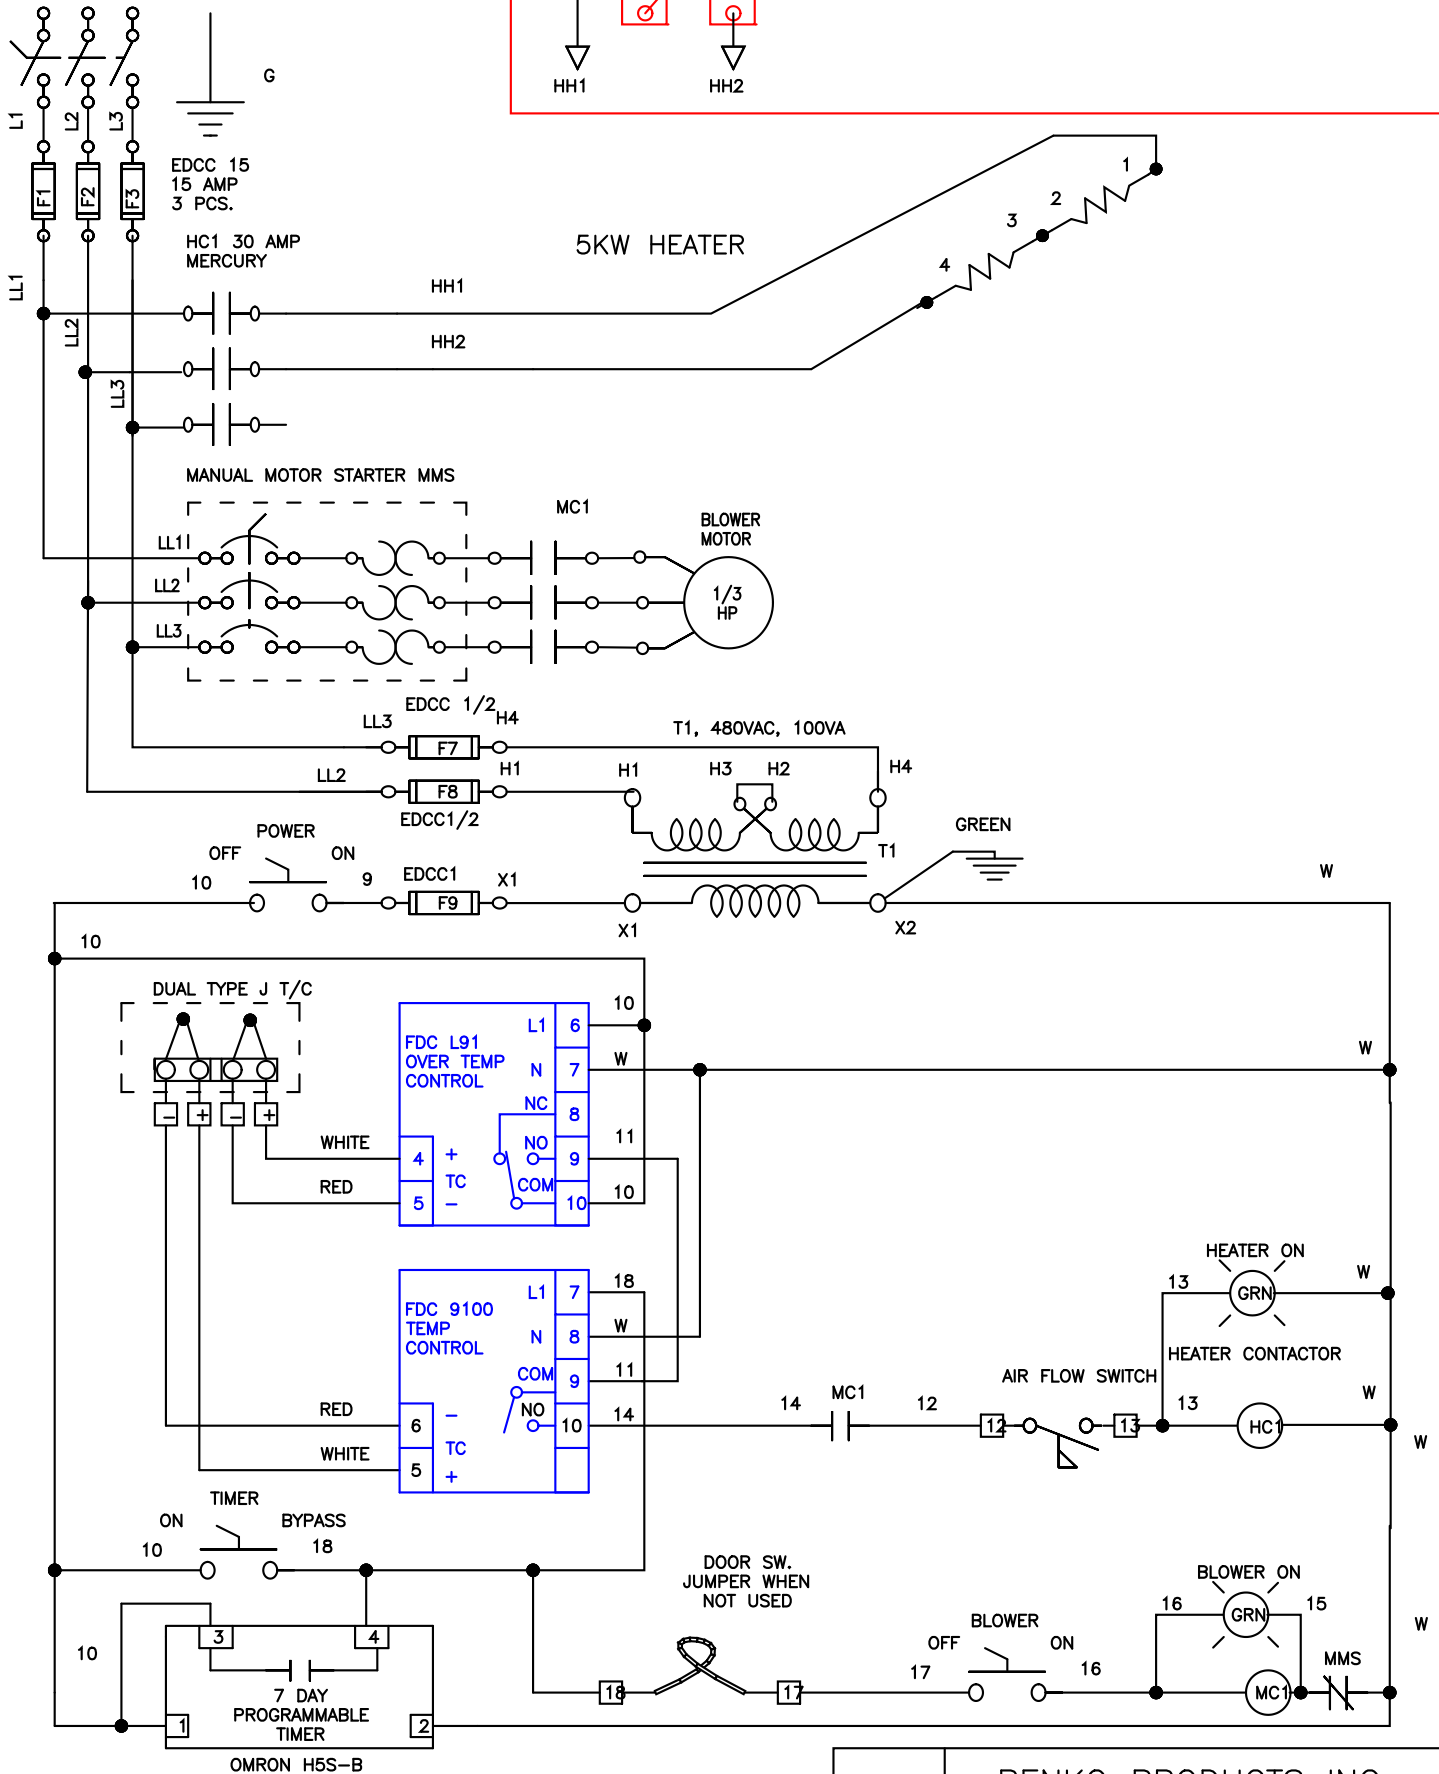 HH1
HH2
G
L1
L2
L3
F1
F2
F3
EDCC 15
15 AMP
3 PCS.
HC1 30 AMP
MERCURY
5KW HEATER
1
2
3
4
LL1
LL2
LL3
HH1
HH2
MANUAL MOTOR STARTER MMS
MC1
BLOWER
MOTOR
LL1
LL2
LL3
1/3
HP
EDCC 1/2
LL3
H4
F7
T1, 480VAC, 100VA
LL2
H1
F8
EDCC1/2
H1
H3
H2
H4
T1
POWER
OFF
ON
10
9
EDCC1
X1
F9
X1
X2
GREEN
W
10
DUAL TYPE J T/C
FDC L91
OVER TEMP
CONTROL
L1
6
10
N
7
W
W
NC
8
NO
9
11
COM
10
10
-
+
-
+
WHITE
4
+
TC
RED
5
-
FDC 9100
TEMP
CONTROL
L1
7
18
N
8
W
COM
9
11
NO
10
14
RED
6
-
TC
WHITE
5
+
14
MC1
12
12
AIR FLOW SWITCH
13
13
HEATER ON
13
GRN
W
HEATER CONTACTOR
HC1
W
W
TIMER
ON
BYPASS
10
18
DOOR SW.
JUMPER WHEN
NOT USED
18
17
17
BLOWER
OFF
ON
16
BLOWER ON
16
GRN
15
MC1
MMS
W
10
3
4
7 DAY
PROGRAMMABLE
TIMER
1
2
OMRON H5S-B